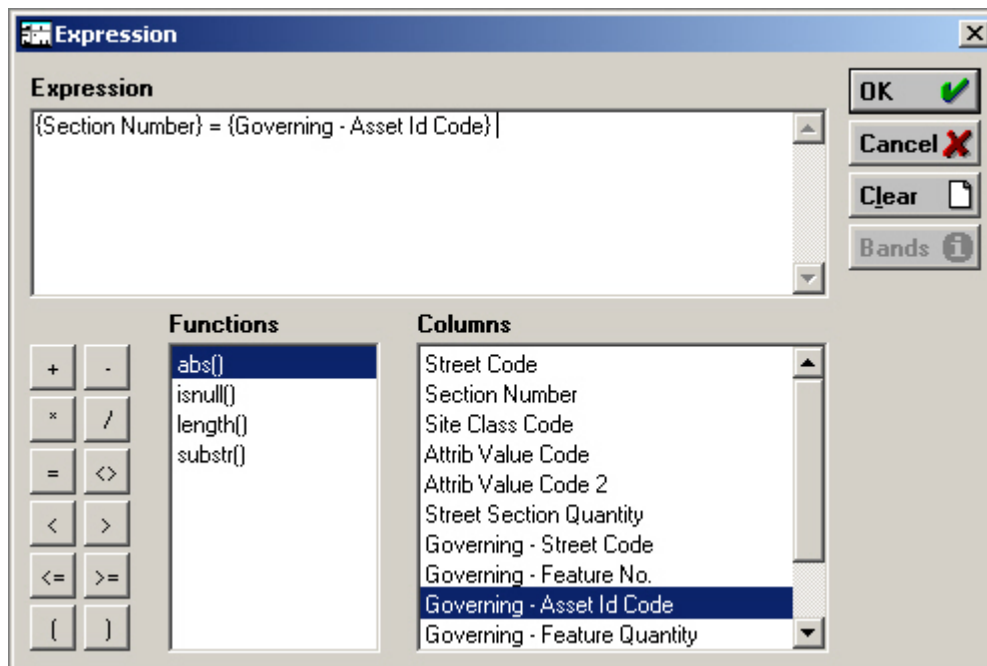 Expression
Expression
{Section Number} = {Governing - Asset Id Code}
OK
Cancel
Clear
Bands
Functions
abs()
isnull()
length()
substr()
Columns
Street Code
Section Number
Site Class Code
Attrib Value Code
Attrib Value Code 2
Street Section Quantity
Governing - Street Code
Governing - Feature No.
Governing - Asset Id Code
Governing - Feature Quantity
+ -
* /
= <>
< >
<= >=
( )